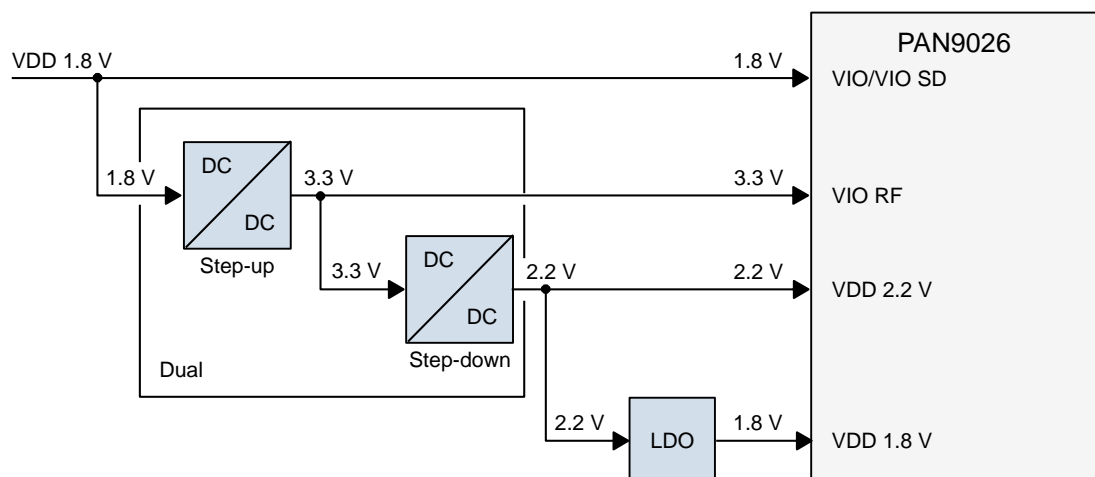 PAN9026
VDD 1.8 V
1.8 V
VIO/VIO SD
1.8 V
DC
DC
Step-up
3.3 V
3.3 V
VIO RF
3.3 V
DC
DC
Step-down
2.2 V
2.2 V
VDD 2.2 V
Dual
2.2 V
LDO
1.8 V
VDD 1.8 V